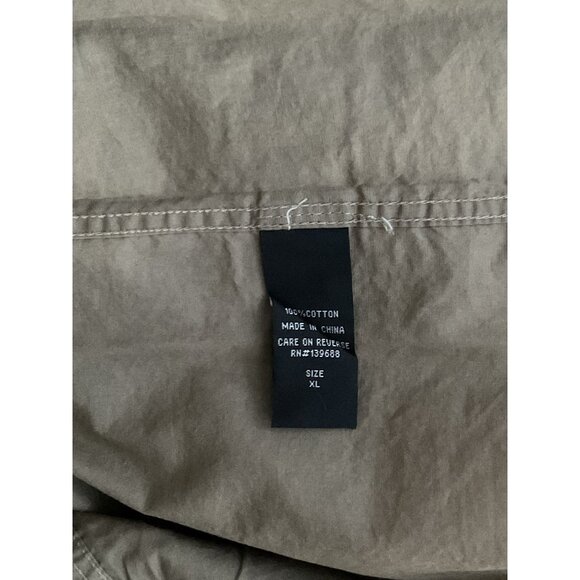 100% COTTON
MADE IN CHINA
CARE ON REVERSE
RN#139688
SIZE
XL